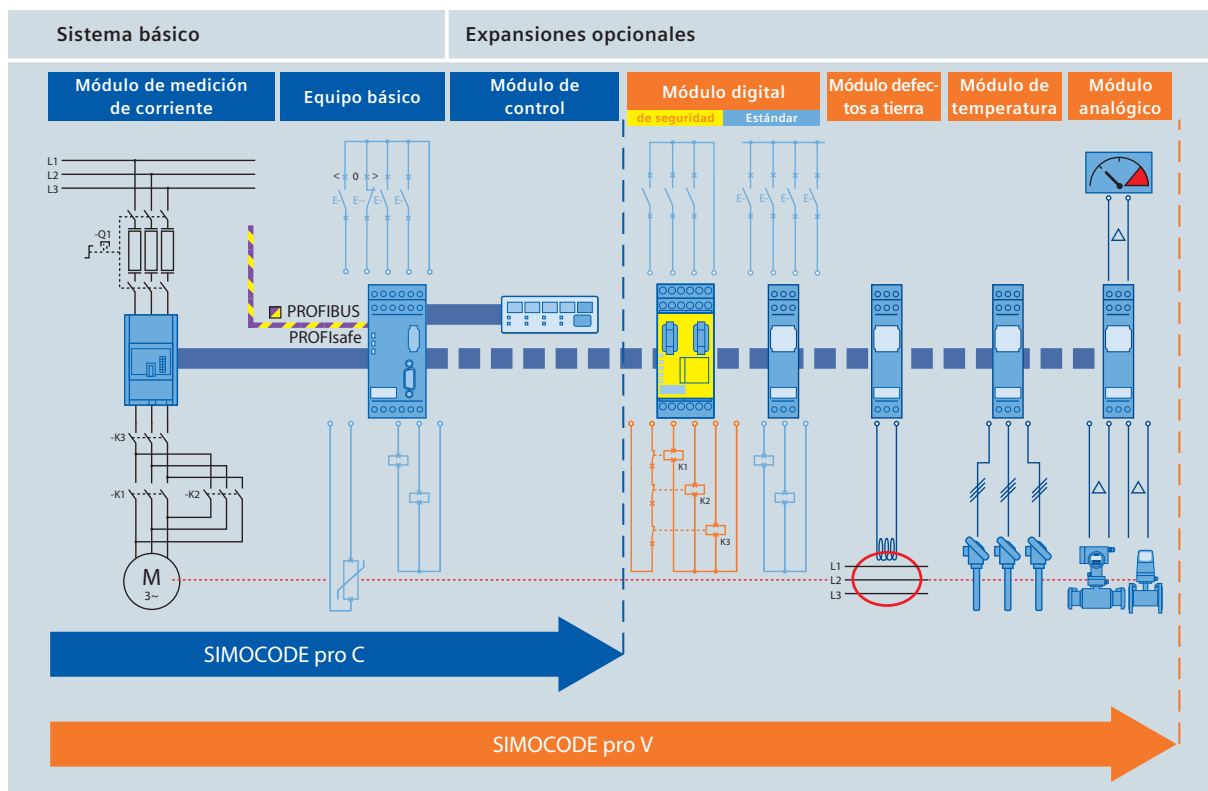 Sistema básico
Expansiones opcionales
Módulo de medición
de corriente
Equipo básico
Módulo de
control
Módulo digital
de seguridad
Estándar
Módulo defec-
tos a tierra
Módulo de
temperatura
Módulo
analógico
L1
L2
L3
-Q1
< 0 >
E-
E--
E-
E-
E-
E-
E-
E-
PROFIBUS
PROFIsafe
-K3
-K1
-K2
M
3~
K1
K2
K3
L1
L2
L3
SIMOCODE pro C
SIMOCODE pro V